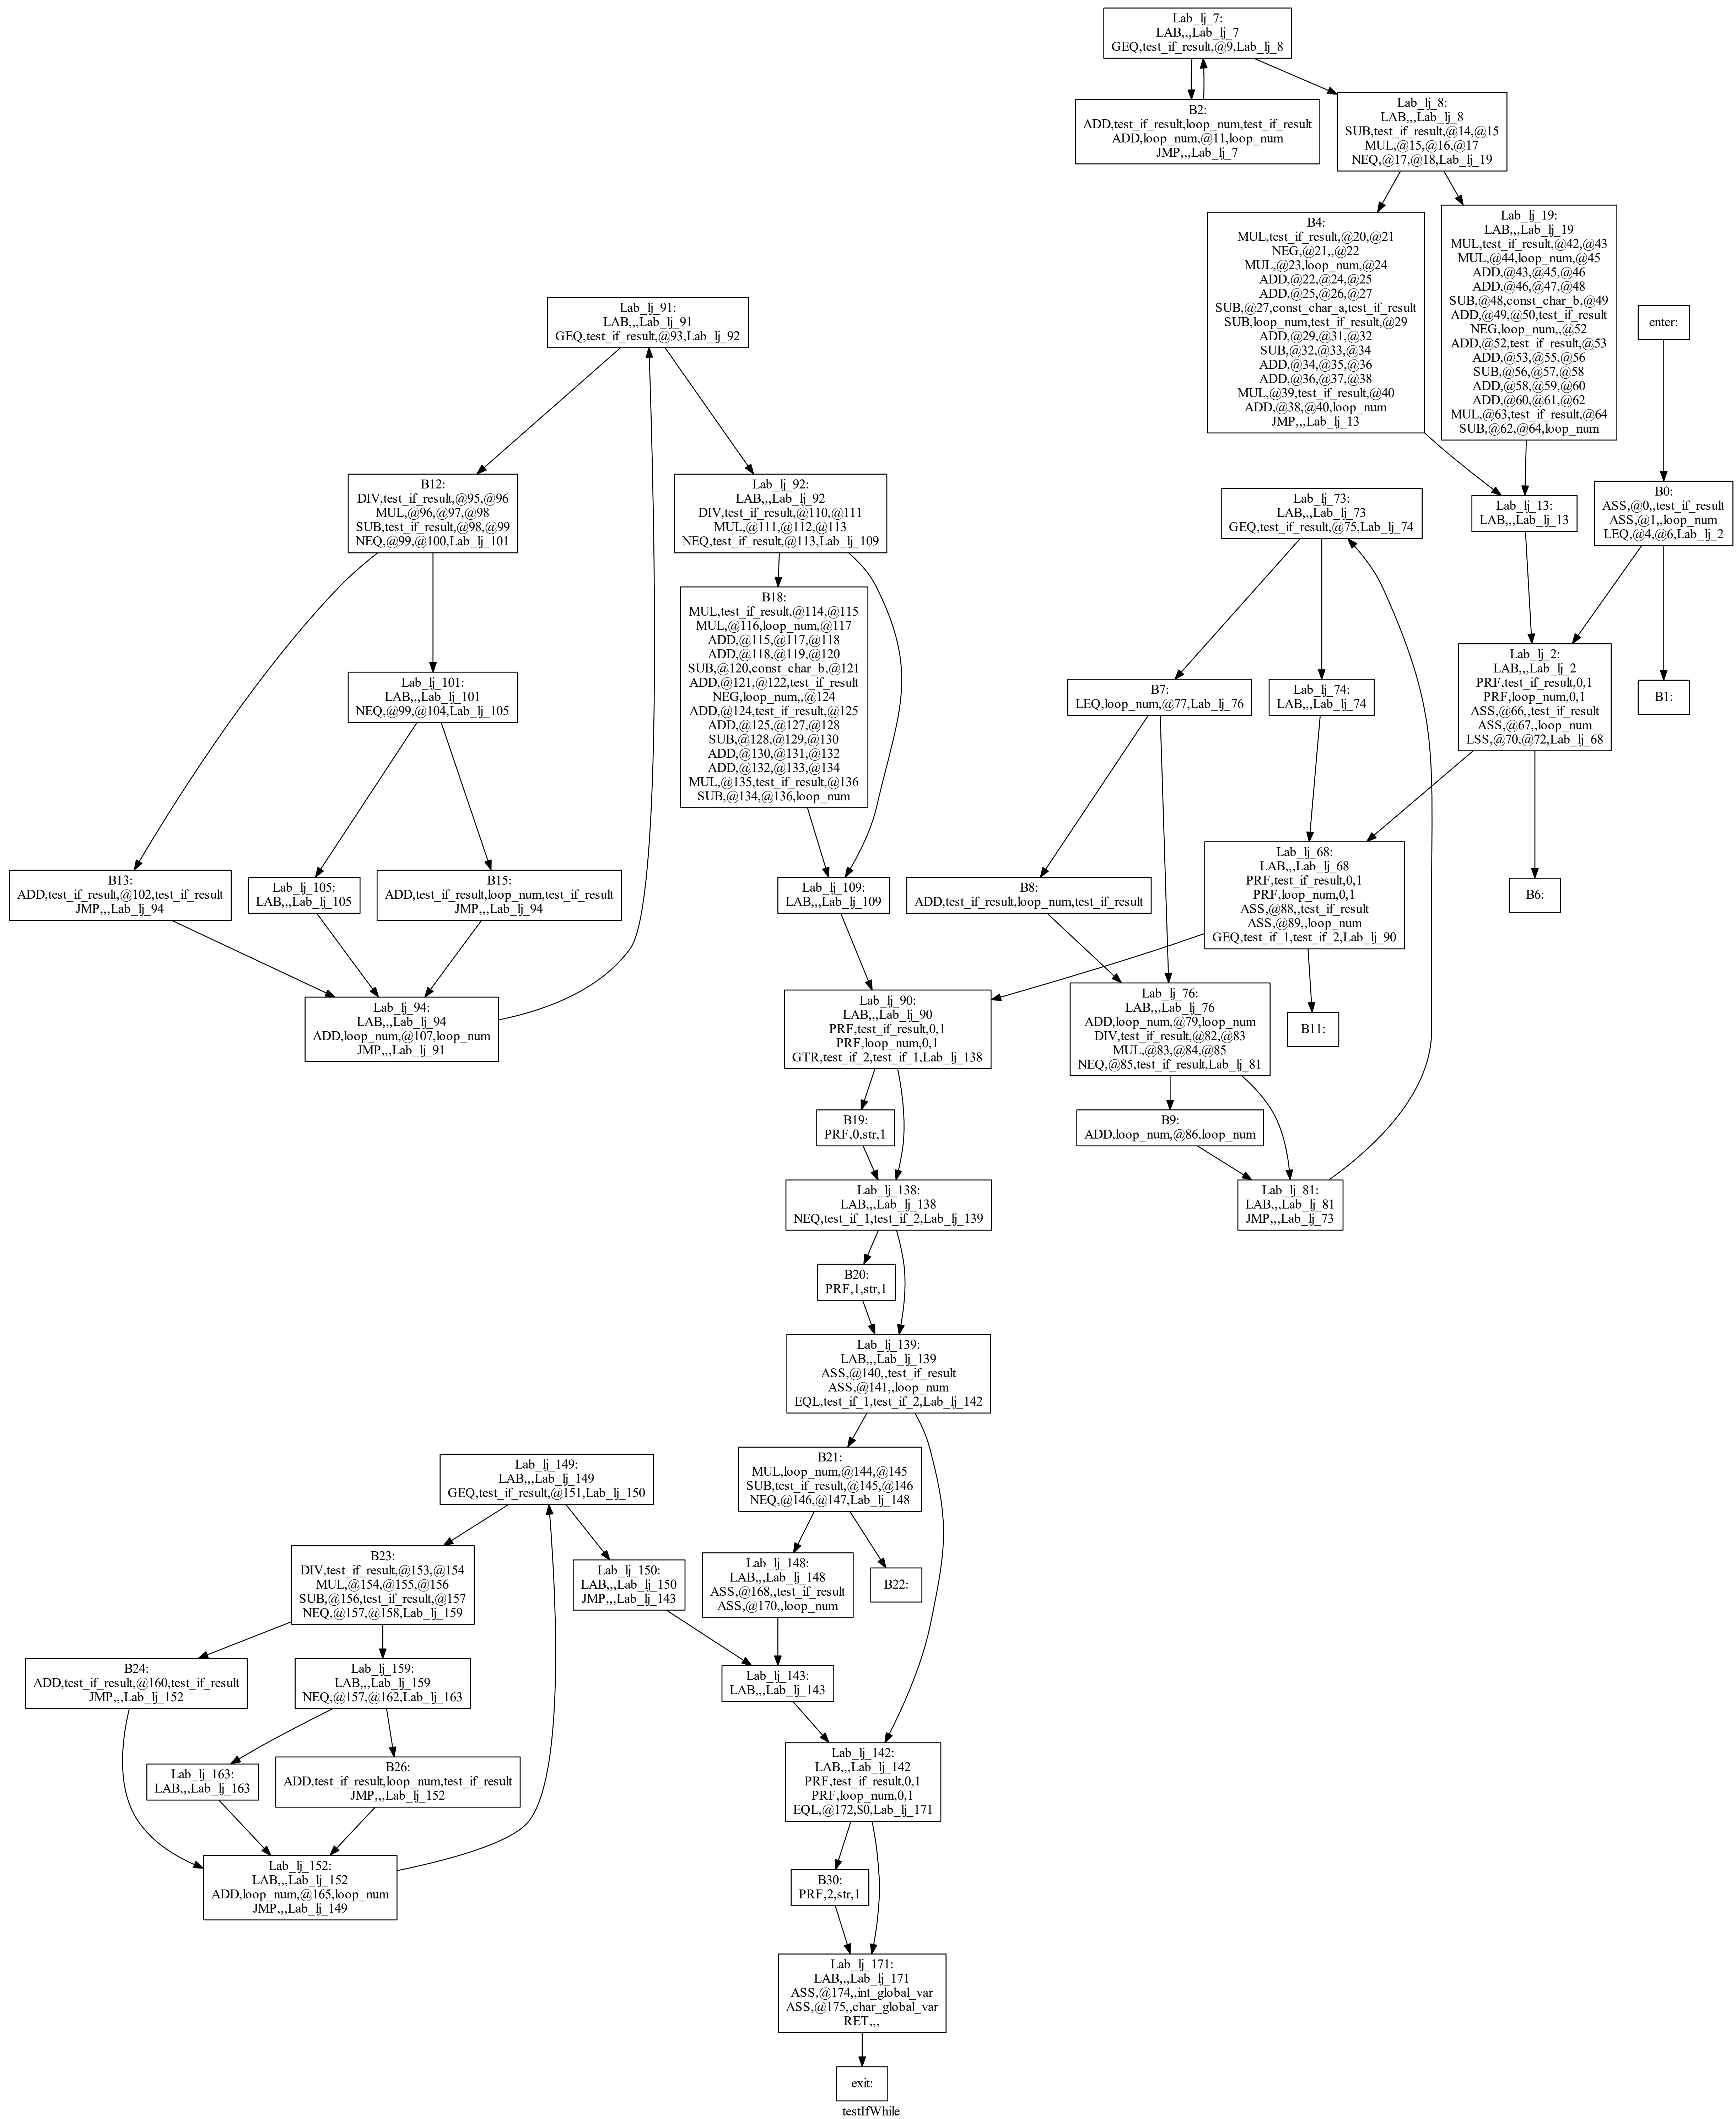 Lab_lj_7:
LAB,,,Lab_lj_7
GEQ,test_if_result,@9,Lab_lj_8
B2:
ADD,test_if_result,loop_num,test_if_result
ADD,loop_num,@11,loop_num
JMP,,,Lab_lj_7
Lab_lj_8:
LAB,,,Lab_lj_8
SUB,test_if_result,@14,@15
MUL,@15,@16,@17
NEQ,@17,@18,Lab_lj_19
B4:
MUL,test_if_result,@20,@21
NEG,@21,,@22
MUL,@23,loop_num,@24
ADD,@22,@24,@25
ADD,@25,@26,@27
SUB,@27,const_char_a,test_if_result
SUB,loop_num,test_if_result,@29
ADD,@29,@31,@32
SUB,@32,@33,@34
ADD,@34,@35,@36
ADD,@36,@37,@38
MUL,@39,test_if_result,@40
ADD,@38,@40,loop_num
JMP,,,Lab_lj_13
Lab_lj_19:
LAB,,,Lab_lj_19
MUL,test_if_result,@42,@43
MUL,@44,loop_num,@45
ADD,@43,@45,@46
ADD,@46,@47,@48
SUB,@48,const_char_b,@49
ADD,@49,@50,test_if_result
NEG,loop_num,,@52
ADD,@52,test_if_result,@53
ADD,@53,@55,@56
SUB,@56,@57,@58
ADD,@58,@59,@60
ADD,@60,@61,@62
MUL,@63,test_if_result,@64
SUB,@62,@64,loop_num
enter:
Lab_lj_91:
LAB,,,Lab_lj_91
GEQ,test_if_result,@93,Lab_lj_92
B12:
DIV,test_if_result,@95,@96
MUL,@96,@97,@98
SUB,test_if_result,@98,@99
NEQ,@99,@100,Lab_lj_101
Lab_lj_92:
LAB,,,Lab_lj_92
DIV,test_if_result,@110,@111
MUL,@111,@112,@113
NEQ,test_if_result,@113,Lab_lj_109
Lab_lj_73:
LAB,,,Lab_lj_73
GEQ,test_if_result,@75,Lab_lj_74
Lab_lj_13:
LAB,,,Lab_lj_13
B0:
ASS,@0,,test_if_result
ASS,@1,,loop_num
LEQ,@4,@6,Lab_lj_2
B18:
MUL,test_if_result,@114,@115
MUL,@116,loop_num,@117
ADD,@115,@117,@118
ADD,@118,@119,@120
SUB,@120,const_char_b,@121
ADD,@121,@122,test_if_result
NEG,loop_num,,@124
ADD,@124,test_if_result,@125
ADD,@125,@127,@128
SUB,@128,@129,@130
ADD,@130,@131,@132
ADD,@132,@133,@134
MUL,@135,test_if_result,@136
SUB,@134,@136,loop_num
Lab_lj_101:
LAB,,,Lab_lj_101
NEQ,@99,@104,Lab_lj_105
B7:
LEQ,loop_num,@77,Lab_lj_76
Lab_lj_74:
LAB,,,Lab_lj_74
Lab_lj_2:
LAB,,,Lab_lj_2
PRF,test_if_result,0,1
PRF,loop_num,0,1
ASS,@66,,test_if_result
ASS,@67,,loop_num
LSS,@70,@72,Lab_lj_68
B1:
B13:
ADD,test_if_result,@102,test_if_result
JMP,,,Lab_lj_94
Lab_lj_105:
LAB,,,Lab_lj_105
B15:
ADD,test_if_result,loop_num,test_if_result
JMP,,,Lab_lj_94
Lab_lj_109:
LAB,,,Lab_lj_109
B8:
ADD,test_if_result,loop_num,test_if_result
Lab_lj_68:
LAB,,,Lab_lj_68
PRF,test_if_result,0,1
PRF,loop_num,0,1
ASS,@88,,test_if_result
ASS,@89,,loop_num
GEQ,test_if_1,test_if_2,Lab_lj_90
B6:
Lab_lj_94:
LAB,,,Lab_lj_94
ADD,loop_num,@107,loop_num
JMP,,,Lab_lj_91
Lab_lj_90:
LAB,,,Lab_lj_90
PRF,test_if_result,0,1
PRF,loop_num,0,1
GTR,test_if_2,test_if_1,Lab_lj_138
Lab_lj_76:
LAB,,,Lab_lj_76
ADD,loop_num,@79,loop_num
DIV,test_if_result,@82,@83
MUL,@83,@84,@85
NEQ,@85,test_if_result,Lab_lj_81
B11:
B19:
PRF,0,str,1
B9:
ADD,loop_num,@86,loop_num
Lab_lj_138:
LAB,,,Lab_lj_138
NEQ,test_if_1,test_if_2,Lab_lj_139
Lab_lj_81:
LAB,,,Lab_lj_81
JMP,,,Lab_lj_73
B20:
PRF,1,str,1
Lab_lj_139:
LAB,,,Lab_lj_139
ASS,@140,,test_if_result
ASS,@141,,loop_num
EQL,test_if_1,test_if_2,Lab_lj_142
Lab_lj_149:
LAB,,,Lab_lj_149
GEQ,test_if_result,@151,Lab_lj_150
B21:
MUL,loop_num,@144,@145
SUB,test_if_result,@145,@146
NEQ,@146,@147,Lab_lj_148
B23:
DIV,test_if_result,@153,@154
MUL,@154,@155,@156
SUB,@156,test_if_result,@157
NEQ,@157,@158,Lab_lj_159
Lab_lj_150:
LAB,,,Lab_lj_150
JMP,,,Lab_lj_143
Lab_lj_148:
LAB,,,Lab_lj_148
ASS,@168,,test_if_result
ASS,@170,,loop_num
B22:
B24:
ADD,test_if_result,@160,test_if_result
JMP,,,Lab_lj_152
Lab_lj_159:
LAB,,,Lab_lj_159
NEQ,@157,@162,Lab_lj_163
Lab_lj_143:
LAB,,,Lab_lj_143
Lab_lj_163:
LAB,,,Lab_lj_163
B26:
ADD,test_if_result,loop_num,test_if_result
JMP,,,Lab_lj_152
Lab_lj_142:
LAB,,,Lab_lj_142
PRF,test_if_result,0,1
PRF,loop_num,0,1
EQL,@172,$0,Lab_lj_171
Lab_lj_152:
LAB,,,Lab_lj_152
ADD,loop_num,@165,loop_num
JMP,,,Lab_lj_149
B30:
PRF,2,str,1
Lab_lj_171:
LAB,,,Lab_lj_171
ASS,@174,,int_global_var
ASS,@175,,char_global_var
RET,,,
exit:
testIfWhile